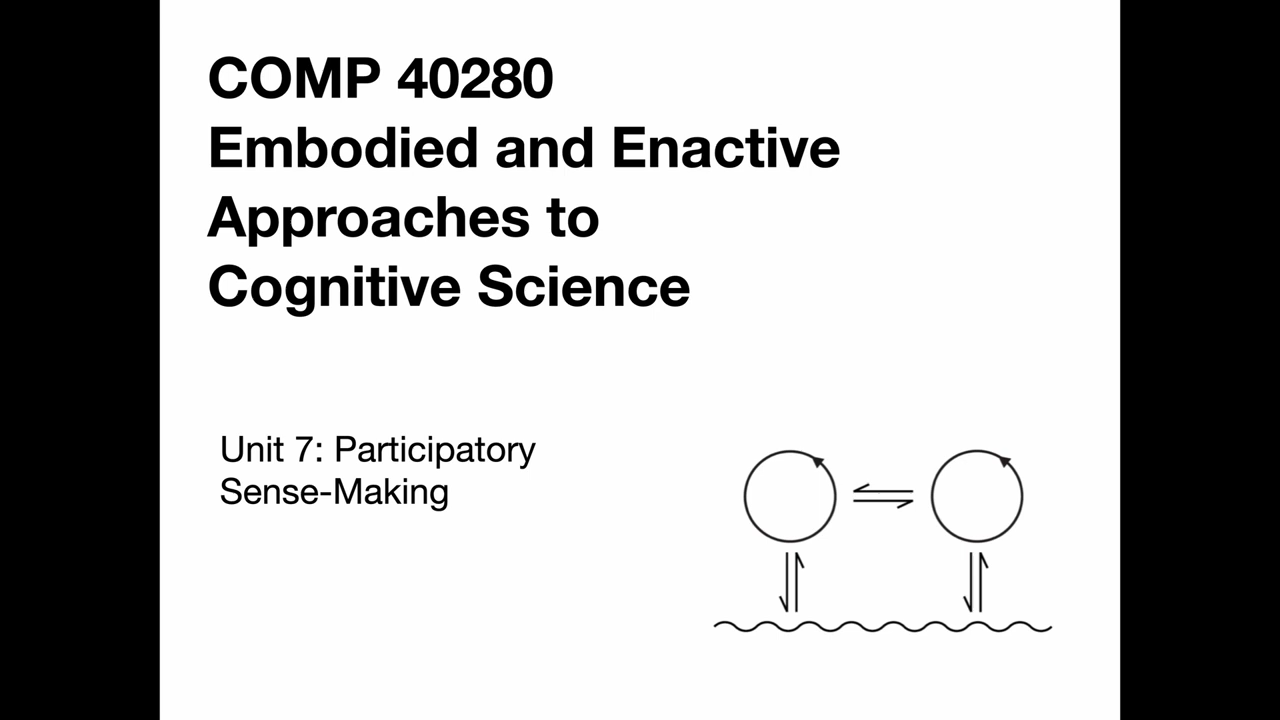 COMP 40280
Embodied and Enactive
Approaches to
Cognitive Science
Unit 7: Participatory
Sense-Making